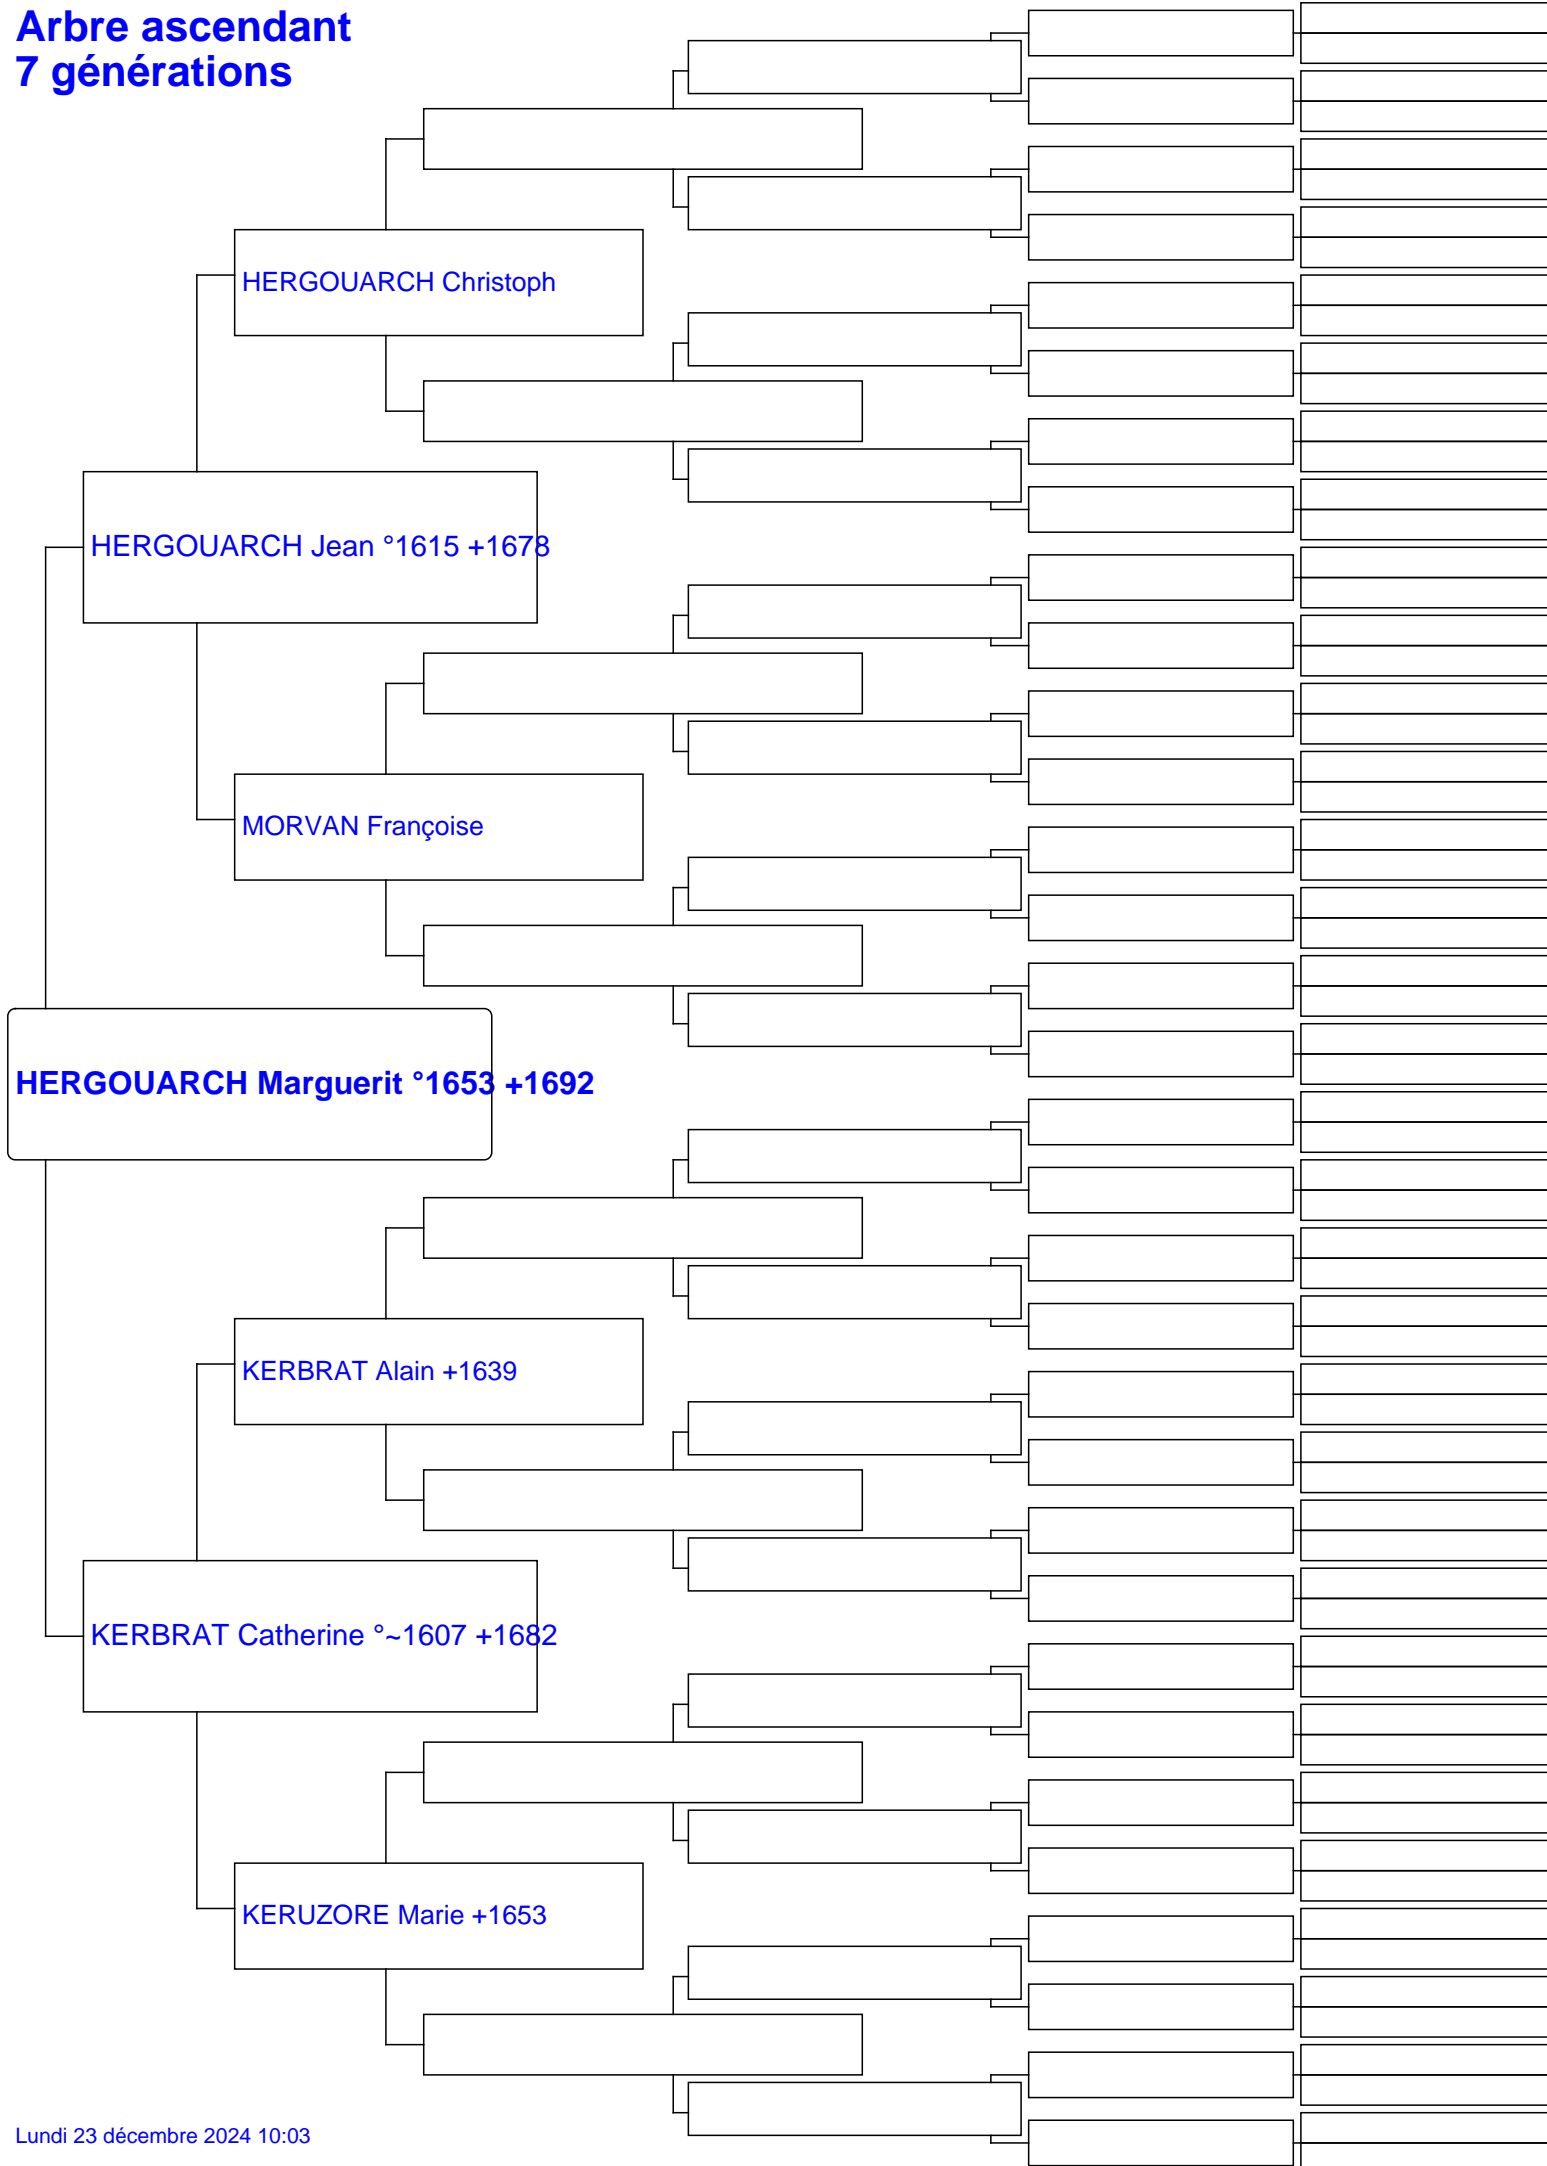 Arbre ascendant
7 générations
HERGOUARCH Christoph
HERGOUARCH Jean °1615 +1678
MORVAN Françoise
HERGOUARCH Marguerit °1653 +1692
KERBRAT Alain +1639
KERBRAT Catherine °~1607 +1682
KERUZORE Marie +1653
Lundi 23 décembre 2024 10:03